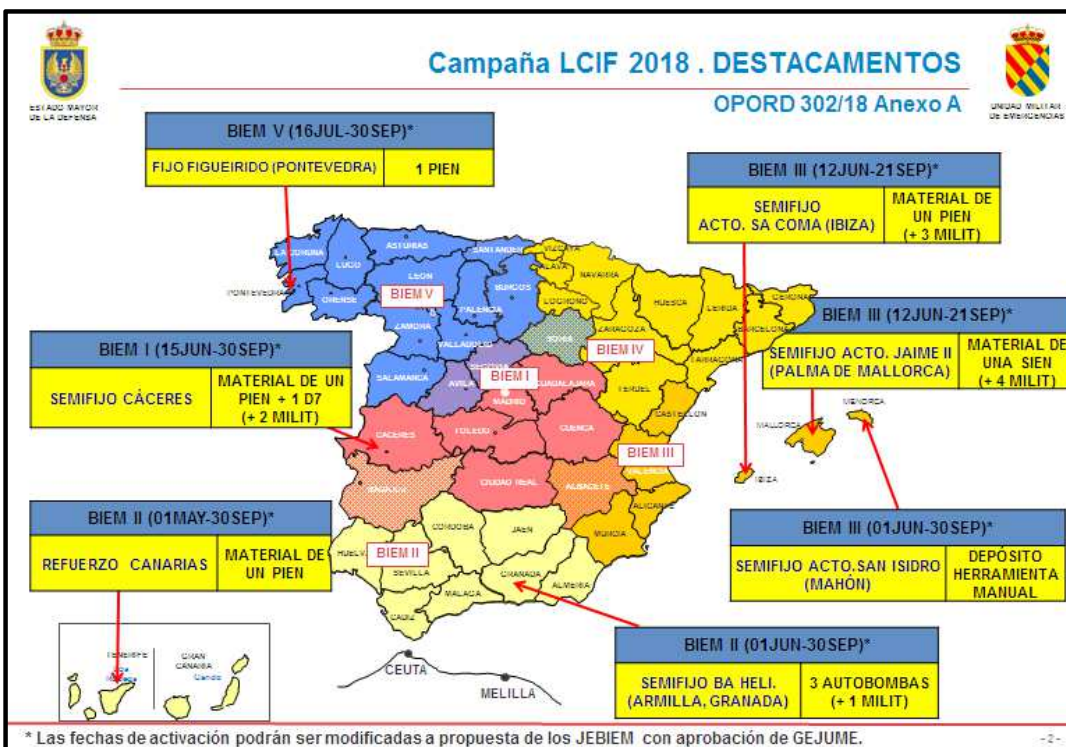 Campaña LCIF 2018 . DESTACAMENTOS
OPORD 302/18 Anexo A
ESTADO MAYOR
DE LA DEFENSA
UNIDAD MILITAR
DE EMERGENCIAS
BIEM V (16JUL-30SEP)*
FIJO FIGUEIRIDO (PONTEVEDRA)
1 PIEN
BIEM III (12JUN-21SEP)*
SEMIFIJO
ACTO. SA COMA (IBIZA)
MATERIAL DE
UN PIEN
(+ 3 MILIT)
BIEM III (12JUN-21SEP)*
SEMIFIJO ACTO. JAIME II
(PALMA DE MALLORCA)
MATERIAL DE
UNA SIEN
(+ 4 MILIT)
BIEM I (15JUN-30SEP)*
SEMIFIJO CÁCERES
MATERIAL DE UN
PIEN + 1 D7
(+ 2 MILIT)
BIEM II (01MAY-30SEP)*
REFUERZO CANARIAS
MATERIAL DE
UN PIEN
BIEM III (01JUN-30SEP)*
SEMIFIJO ACTO.SAN ISIDRO
(MAHÓN)
DEPÓSITO
HERRAMIENTA
MANUAL
BIEM II (01JUN-30SEP)*
SEMIFIJO BA HELI.
(ARMILLA, GRANADA)
3 AUTOBOMBAS
(+ 1 MILIT)
LA CORUÑA
LUGO
ASTURIAS
SANTANDER
VIZCAYA
ALAVA
NAVARRA
PONTEVEDRA
ORENSE
LEON
BIEM V
PALENCIA
BURGOS
LOGROÑO
HUESCA
LERIDA
GERONA
BARCELONA
ZAMORA
VALLADOLID
SORIA
ZARAGOZA
BIEM IV
TARRAGONA
SALAMANCA
AVILA
SEGOVIA
BIEM I
MADRID
GUADALAJARA
TERUEL
CASTELLON
CACERES
TOLEDO
CUENCA
BIEM III
VALENCIA
MENORCA
MALLORCA
IBIZA
BADAJOZ
CIUDAD REAL
ALBACETE
ALICANTE
MURCIA
HUELVA
BIEM II
SEVILLA
CORDOBA
JAEN
GRANADA
ALMERIA
MALAGA
CADIZ
CEUTA
MELILLA
TENERIFE
GRAN
CANARIA
Gando
* Las fechas de activación podrán ser modificadas a propuesta de los JEBIEM con aprobación de GEJUME.
-2-